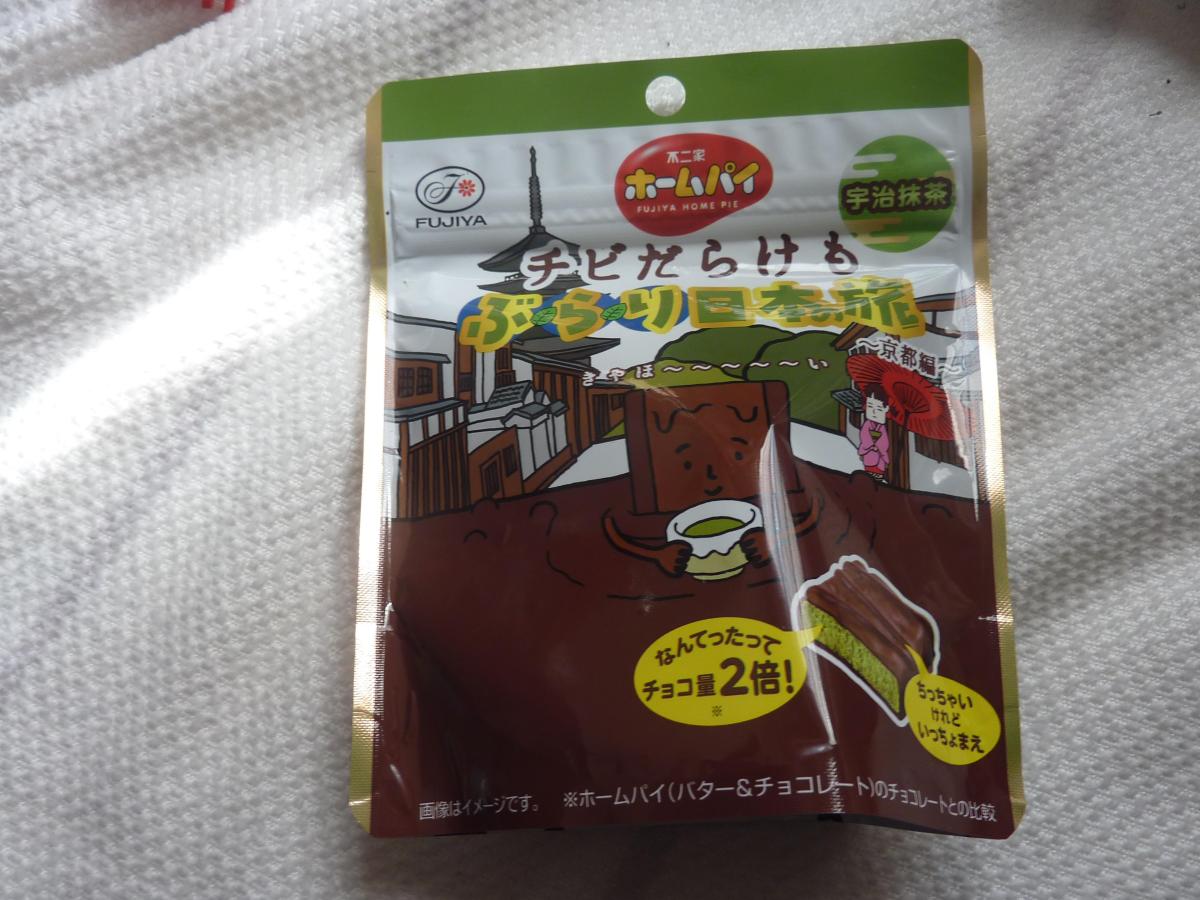 FUJIYA
不二家
ホームパイ
FUJIYA HOME PIE
宇治抹茶
チビだらけも
ぶらり日本の旅
〜京都編〜
きゃほ〜〜〜〜〜い
なんてったって
チョコ量2倍!
※
ちっちゃい
けれど
いっちょまえ
画像はイメージです。 ※ホームパイ(バター&チョコレート)のチョコレートとの比較